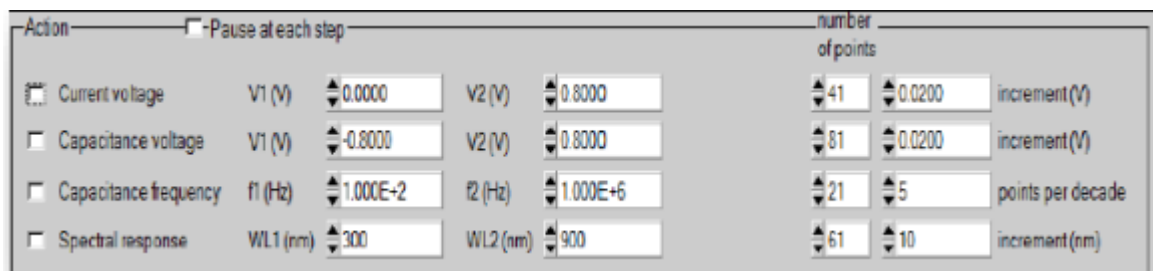 Action Pause at each step number
of points
Current voltage V1 (V) 0.0000 V2 (V) 0.8000 41 0.0200 increment (V)
Capacitance voltage V1 (V) -0.8000 V2 (V) 0.8000 81 0.0200 increment (V)
Capacitance frequency f1 (Hz) 1.000E+2 f2 (Hz) 1.000E+6 21 5 points per decade
Spectral response WL1 (nm) 300 WL2 (nm) 900 61 10 increment (nm)